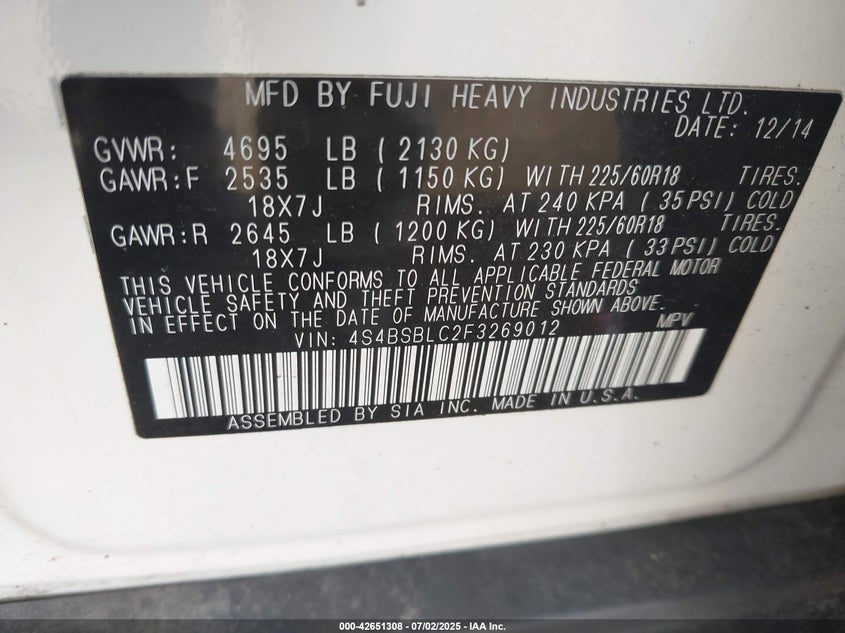 MFD BY FUJI HEAVY INDUSTRIES LTD.
DATE: 12/14
GVWR: 4695 LB ( 2130 KG)
GAWR:F 2535 LB ( 1150 KG) WITH 225/60R18 TIRES.
18X7J RIMS. AT 240 KPA ( 35 PSI) COLD
GAWR:R 2645 LB ( 1200 KG) WITH 225/60R18 TIRES.
18X7J RIMS. AT 230 KPA ( 33 PSI) COLD
THIS VEHICLE CONFORMS TO ALL APPLICABLE FEDERAL MOTOR
VEHICLE SAFETY AND THEFT PREVENTION STANDARDS
IN EFFECT ON THE DATE OF MANUFACTURE SHOWN ABOVE.
VIN: 4S4BSBLC2F3269012 MPV
ASSEMBLED BY SIA INC. MADE IN U.S.A.
000-42651308 | 07/02/2025 - IAA Inc.